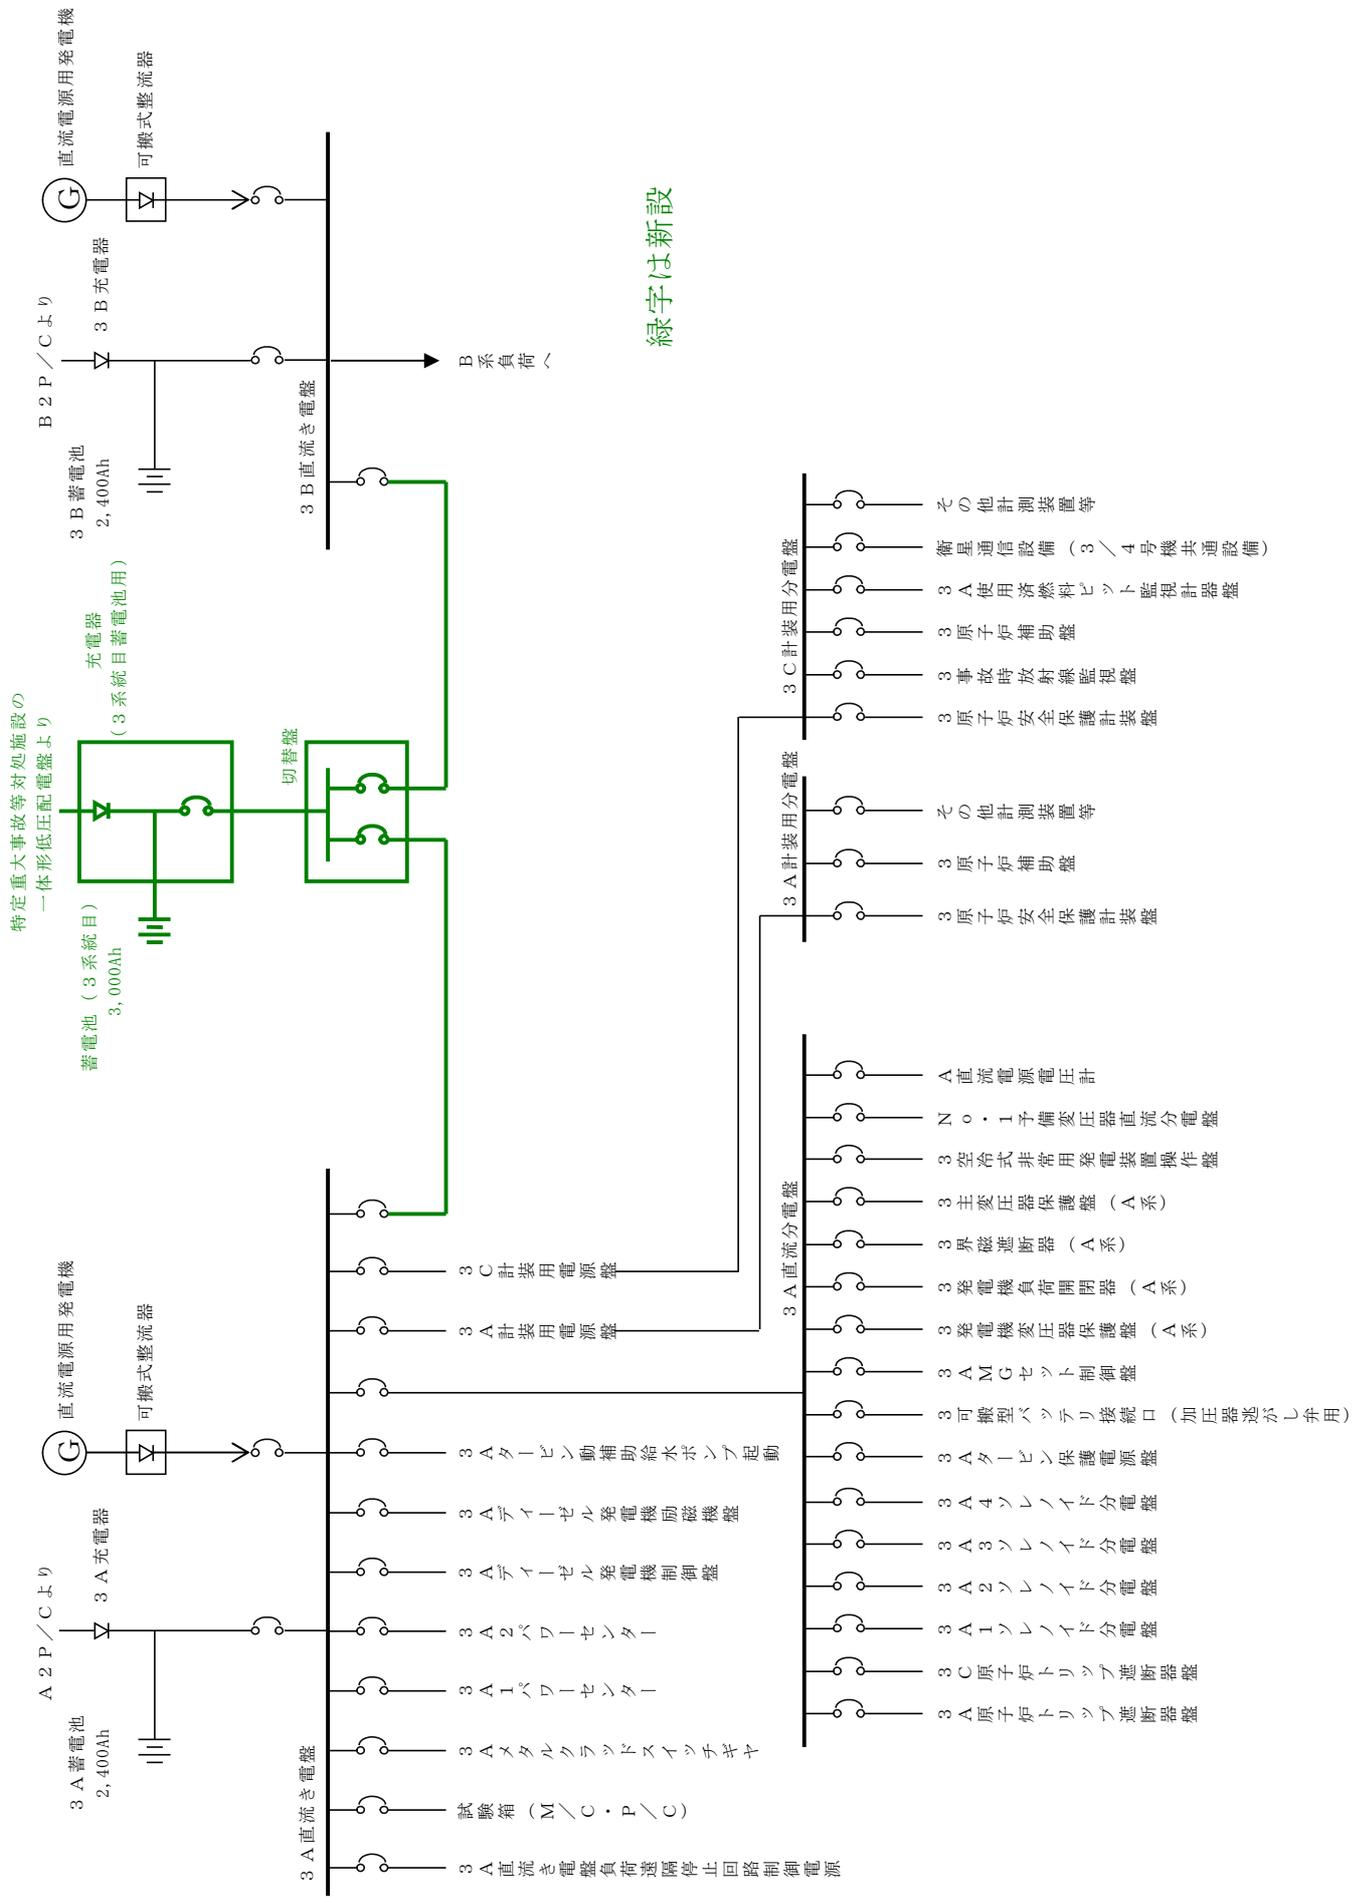 特定重大事故等対処施設の
一体形低圧配電盤より
A2P／Cより
3A充電器
3A蓄電池
2,400Ah
直流電源用発電機
可搬式整流器
蓄電池（3系統目）
3,000Ah
充電器
（3系統目蓄電池用）
切替盤
B2P／Cより
3B充電器
3B蓄電池
2,400Ah
直流電源用発電機
可搬式整流器
3A直流き電盤
3B直流き電盤
B系負荷へ
緑字は新設
3A直流き電盤負荷遠隔停止回路制御電源
試験箱（M／C・P／C）
3Aメタルクラッドスイッチギヤ
3A1パワーセンター
3A2パワーセンター
3Aディーゼル発電機制御盤
3Aディーゼル発電機励磁機盤
3Aタービン動補助給水ポンプ起動
3A計装用電源盤
3C計装用電源盤
3A直流分電盤
3A原子炉トリップ遮断器盤
3C原子炉トリップ遮断器盤
3A1ソレノイド分電盤
3A2ソレノイド分電盤
3A3ソレノイド分電盤
3A4ソレノイド分電盤
3Aタービン保護電源盤
3可搬型バッテリ接続口（加圧器逃がし弁用）
3AMGセット制御盤
3発電機変圧器保護盤（A系）
3発電機負荷開閉器（A系）
3界磁遮断器（A系）
3主変圧器保護盤（A系）
3空冷式非常用発電装置操作盤
No・1予備変圧器直流分電盤
A直流電源電圧計
3A計装用分電盤
3原子炉安全保護計装盤
3原子炉補助盤
その他計測装置等
3C計装用分電盤
3原子炉安全保護計装盤
3事故時放射線監視盤
3原子炉補助盤
3A使用済燃料ピット監視計器盤
衛星通信設備（3／4号機共通設備）
その他計測装置等
G
G